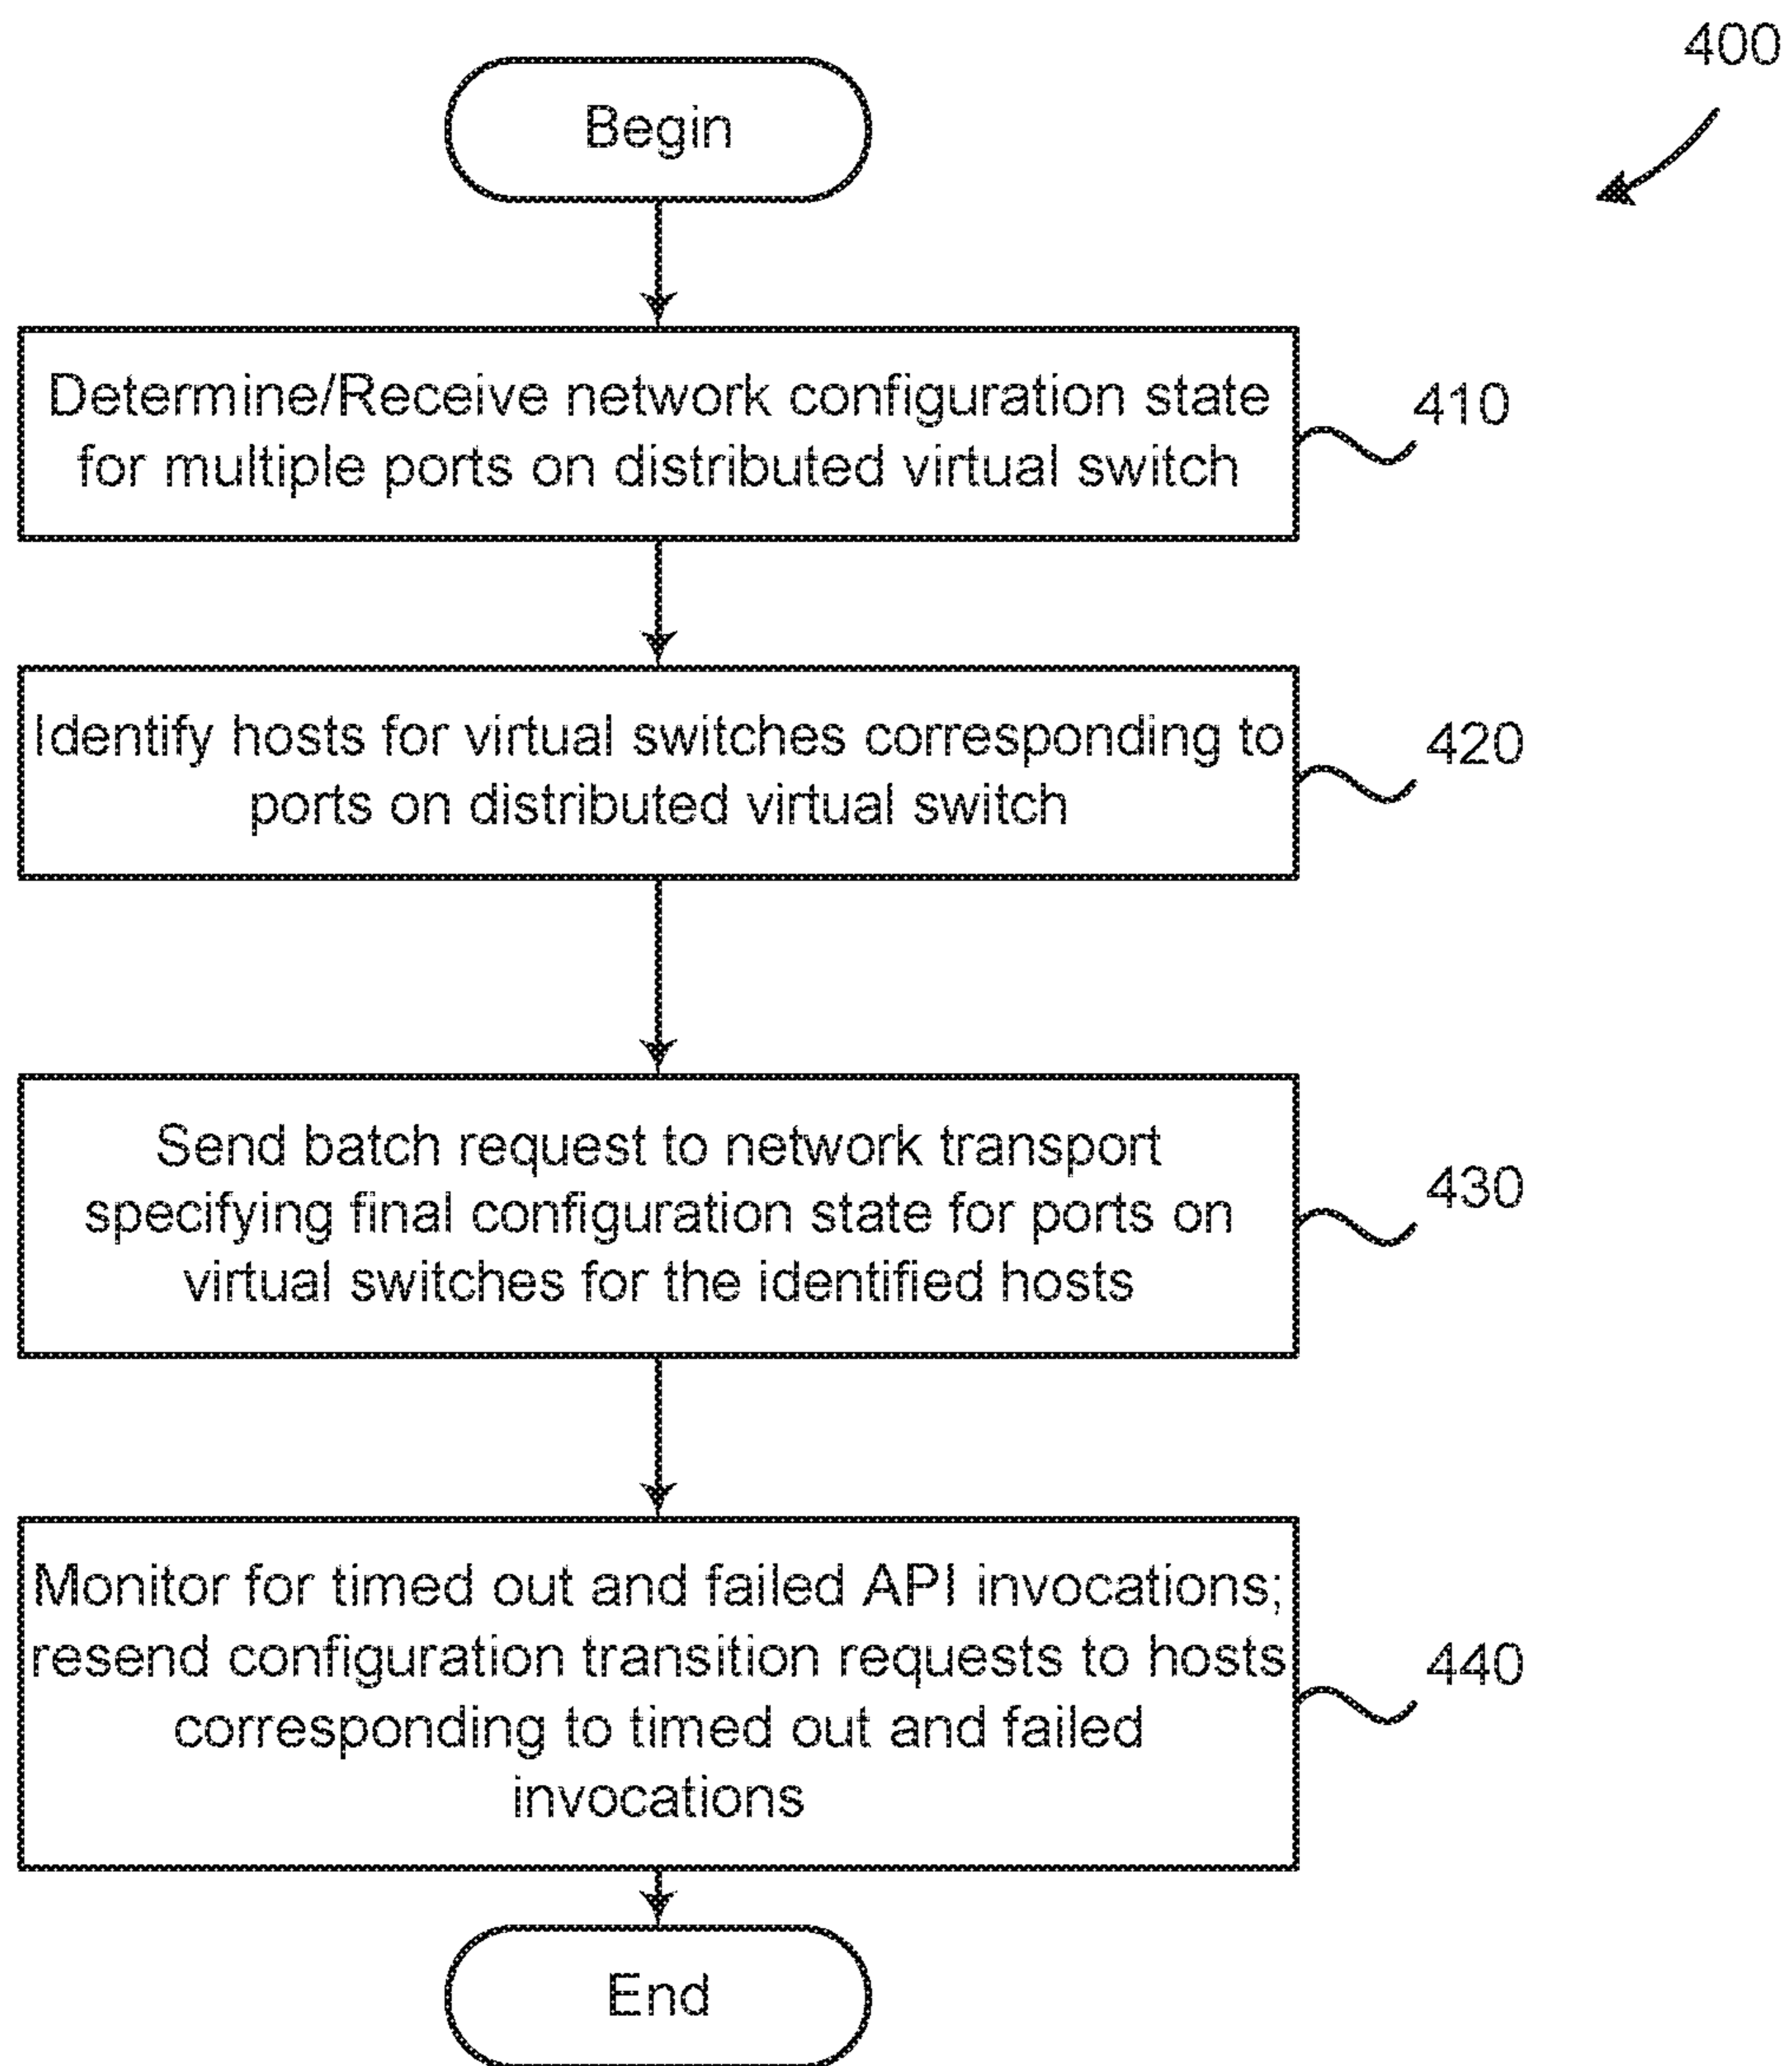 400
Begin
Determine/Receive network configuration state
for multiple ports on distributed virtual switch
410
Identify hosts for virtual switches corresponding to
ports on distributed virtual switch
420
Send batch request to network transport
specifying final configuration state for ports on
virtual switches for the identified hosts
430
Monitor for timed out and failed API invocations;
resend configuration transition requests to hosts
corresponding to timed out and failed
invocations
440
End